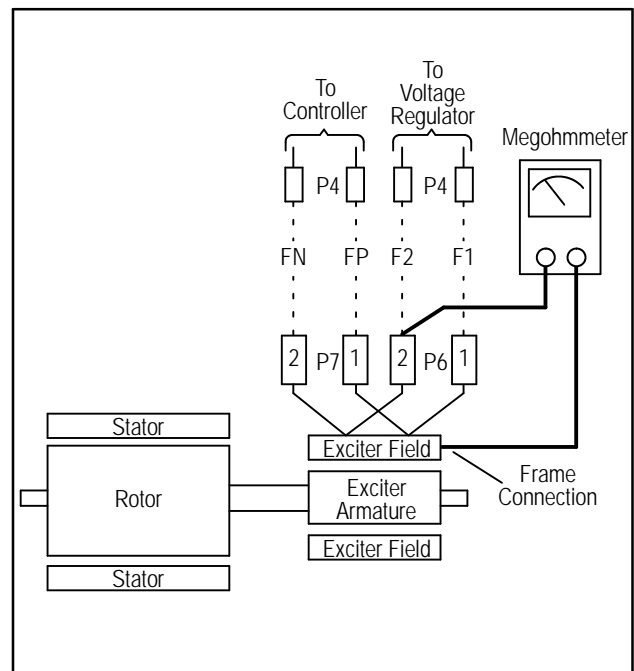 To
Controller
To
Voltage
Regulator
Megohmmeter
P4
P4
FN
FP
F2
F1
2
P7
1
2
P6
1
Stator
Exciter Field
Rotor
Exciter
Armature
Frame
Connection
Exciter Field
Stator